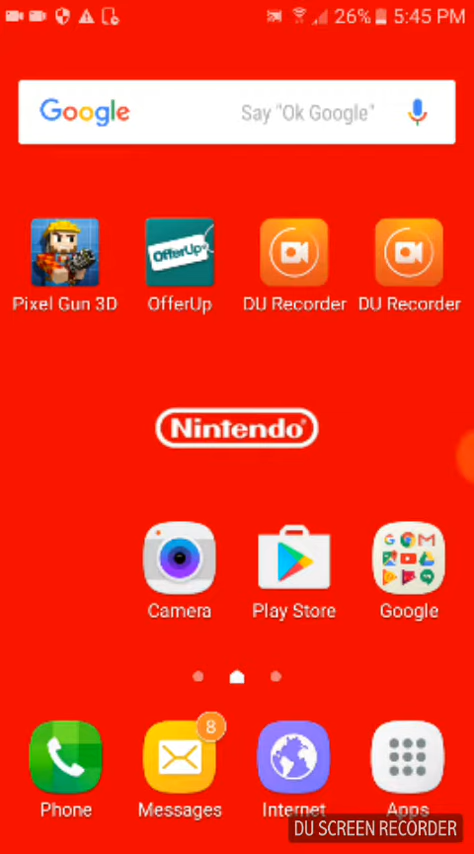 26% 5:45 PM
Google Say "Ok Google"
OfferUp
Pixel Gun 3D OfferUp DU Recorder DU Recorder
Nintendo®
Camera Play Store Google
8
Phone Messages Internet Apps
DU SCREEN RECORDER